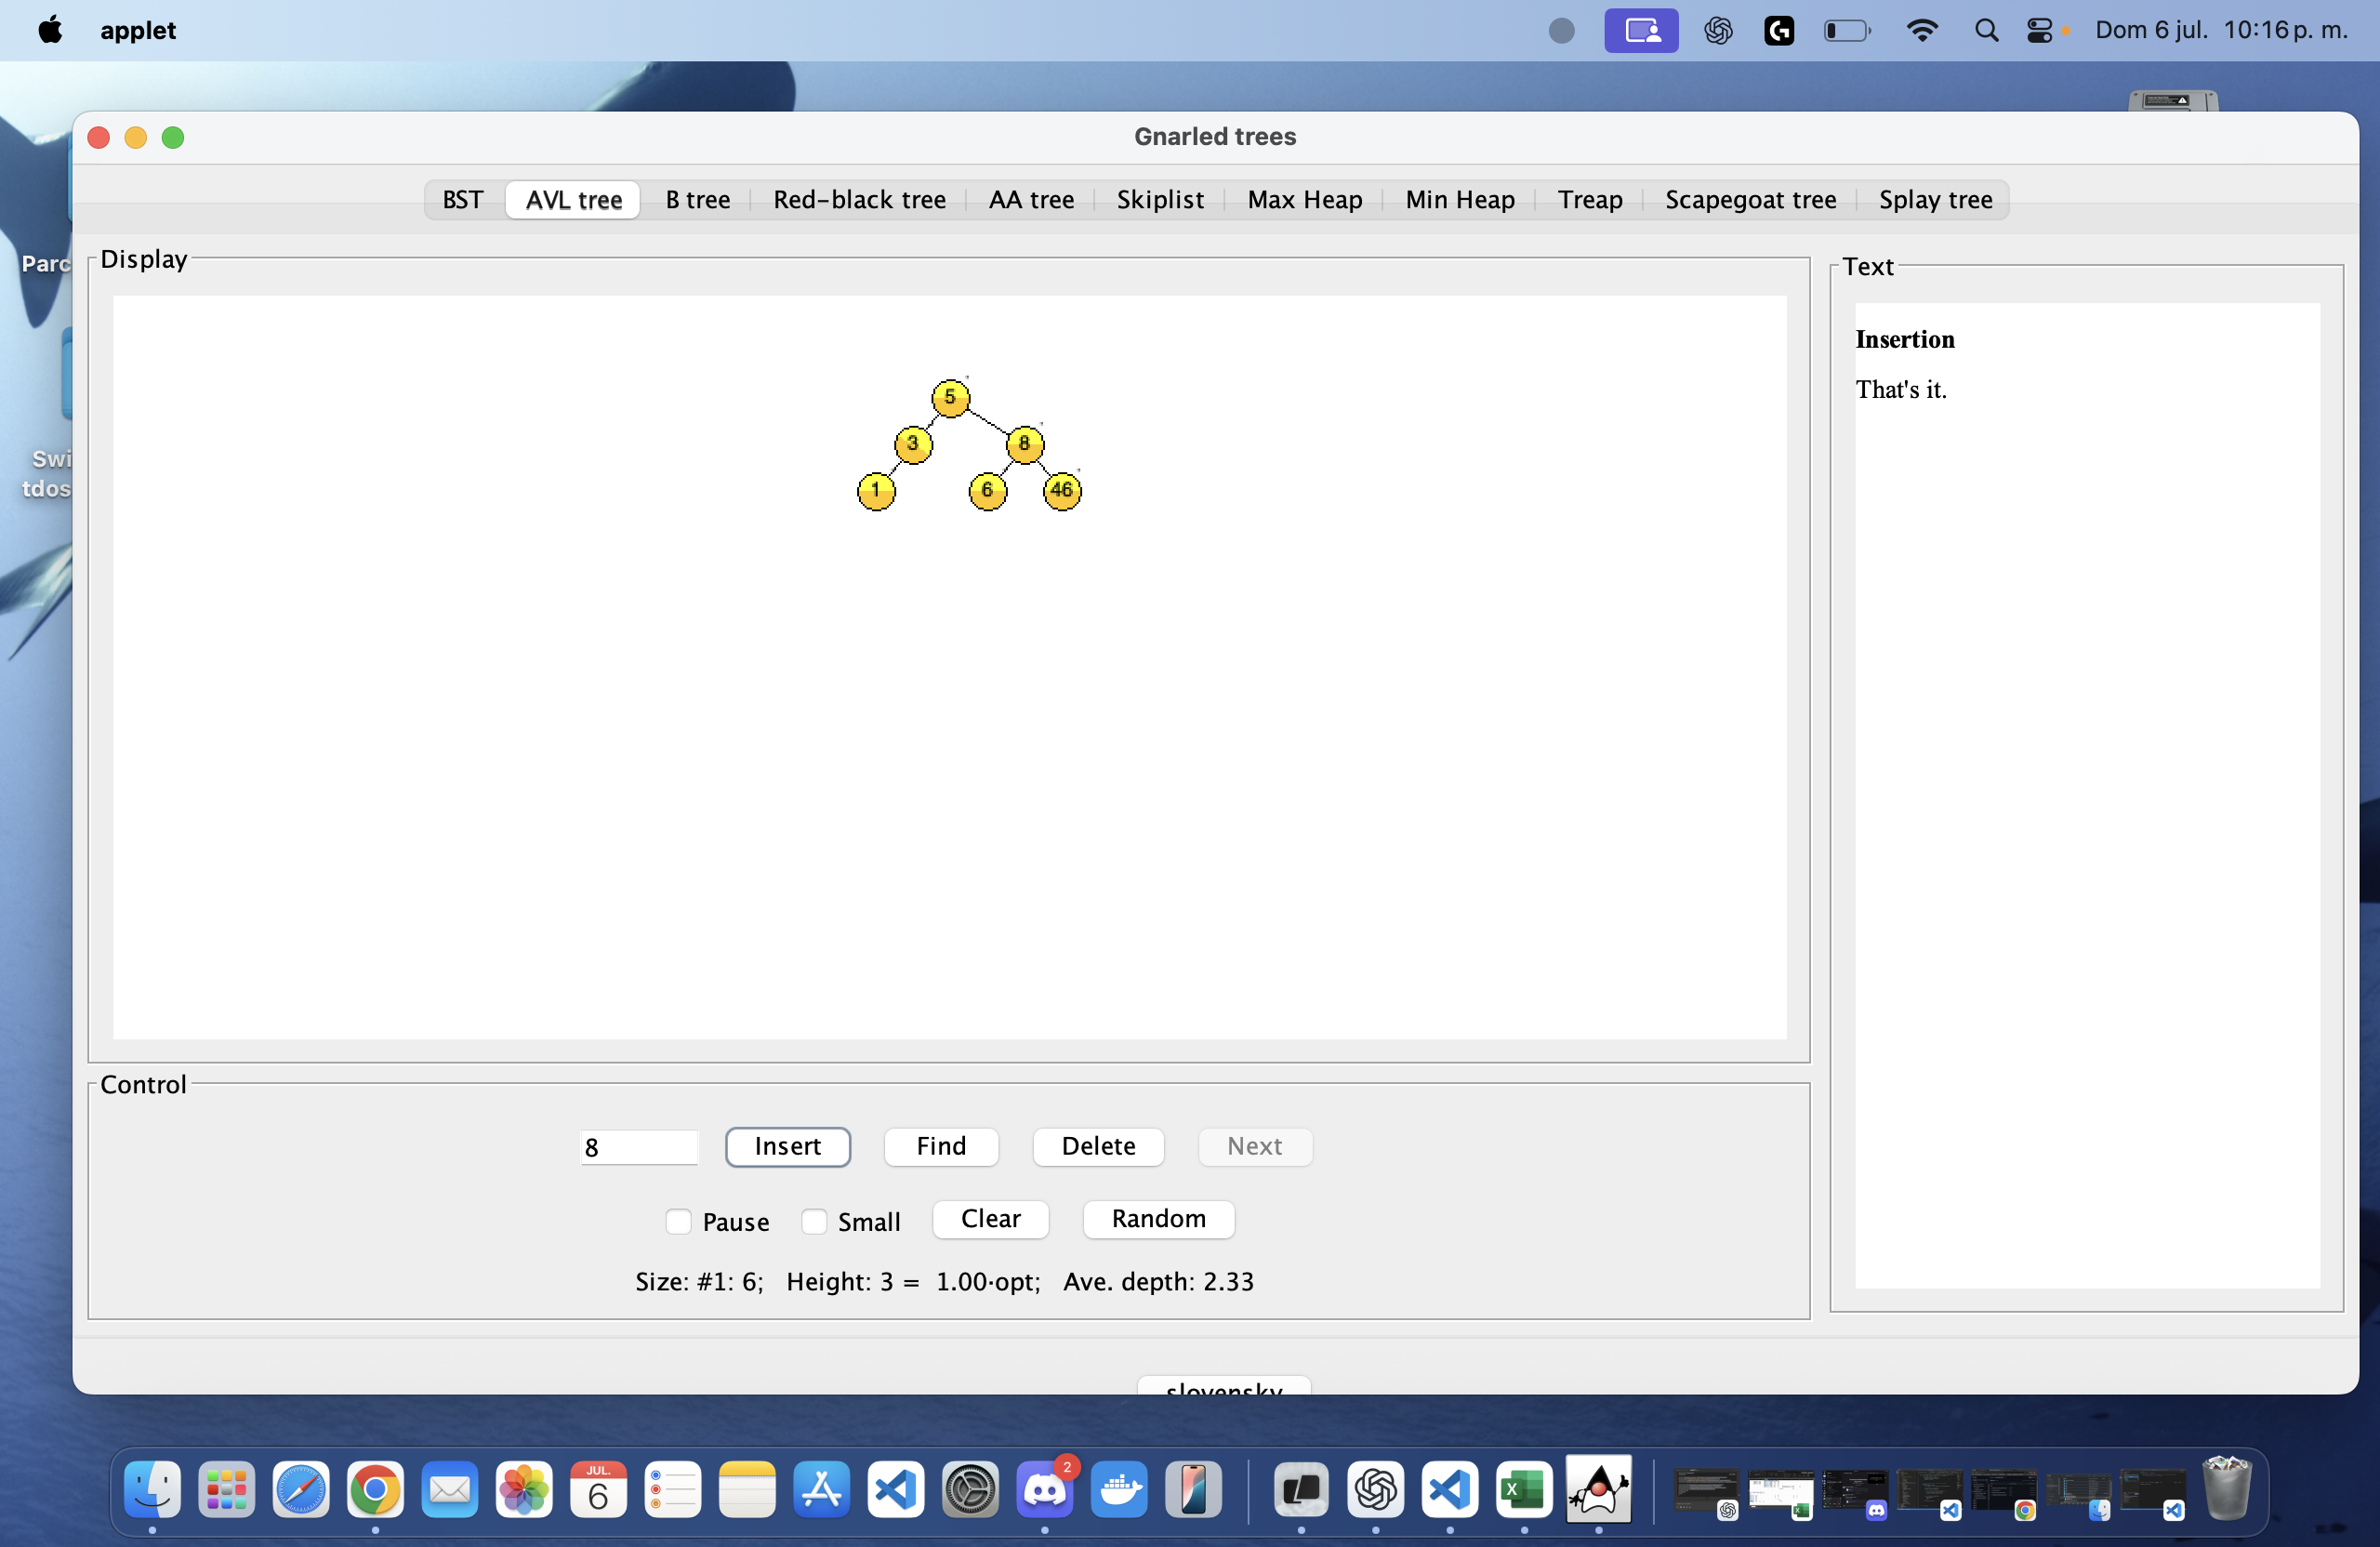 applet
Dom 6 jul. 10:16 p. m.
Gnarled trees
BST
AVL tree
B tree
Red-black tree
AA tree
Skiplist
Max Heap
Min Heap
Treap
Scapegoat tree
Splay tree
Parc
Swi
tdos
Display
5
3
8
1
6
46
Text
Insertion
That's it.
Control
8
Insert
Find
Delete
Next
Pause
Small
Clear
Random
Size: #1: 6; Height: 3 = 1.00·opt; Ave. depth: 2.33
slovensky
JUL.
6
2